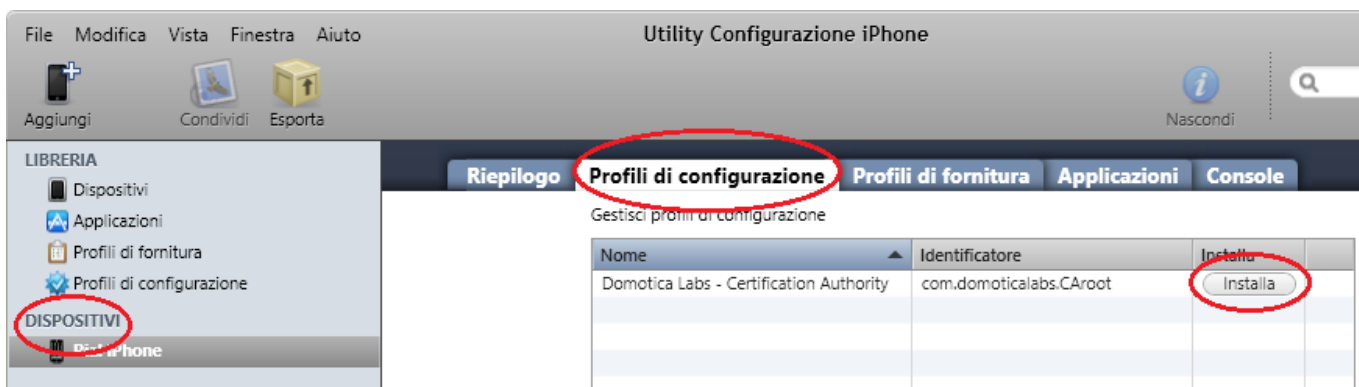 File Modifica Vista Finestra Aiuto
Utility Configurazione iPhone
Aggiungi Condividi Esporta
Nascondi
LIBRERIA
Dispositivi
Applicazioni
Profili di fornitura
Profili di configurazione
DISPOSITIVI
iPhone
Riepilogo Profili di configurazione Profili di fornitura Applicazioni Console
Gestisci profili di configurazione
Nome Identificatore Installa
Domotica Labs - Certification Authority com.domoticalabs.CAroot Installa